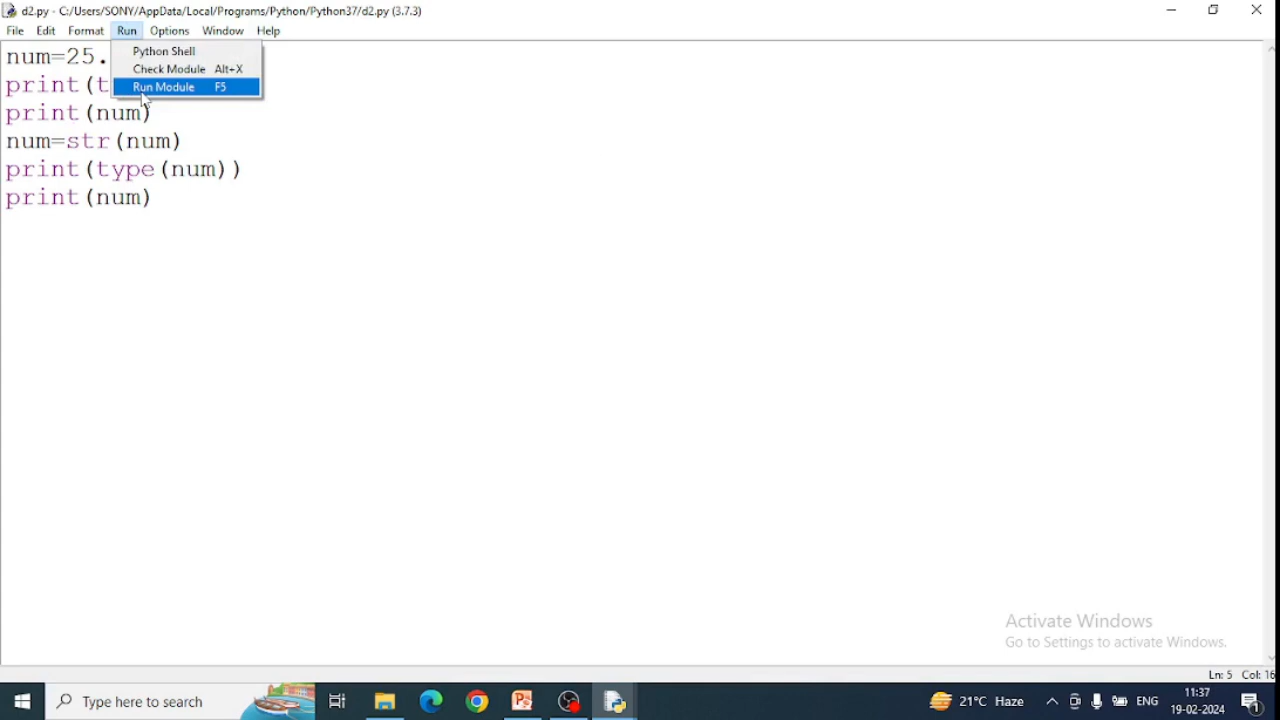 d2.py - C:/Users/SONY/AppData/Local/Programs/Python/Python37/d2.py (3.7.3)
File Edit Format Run Options Window Help
Python Shell
Check Module Alt+X
Run Module F5
num=25.
print(t
print(num)
num=str(num)
print(type(num))
print(num)
Activate Windows
Go to Settings to activate Windows.
Ln: 5 Col: 16
Type here to search
21°C Haze
ENG
11:37
19-02-2024
1